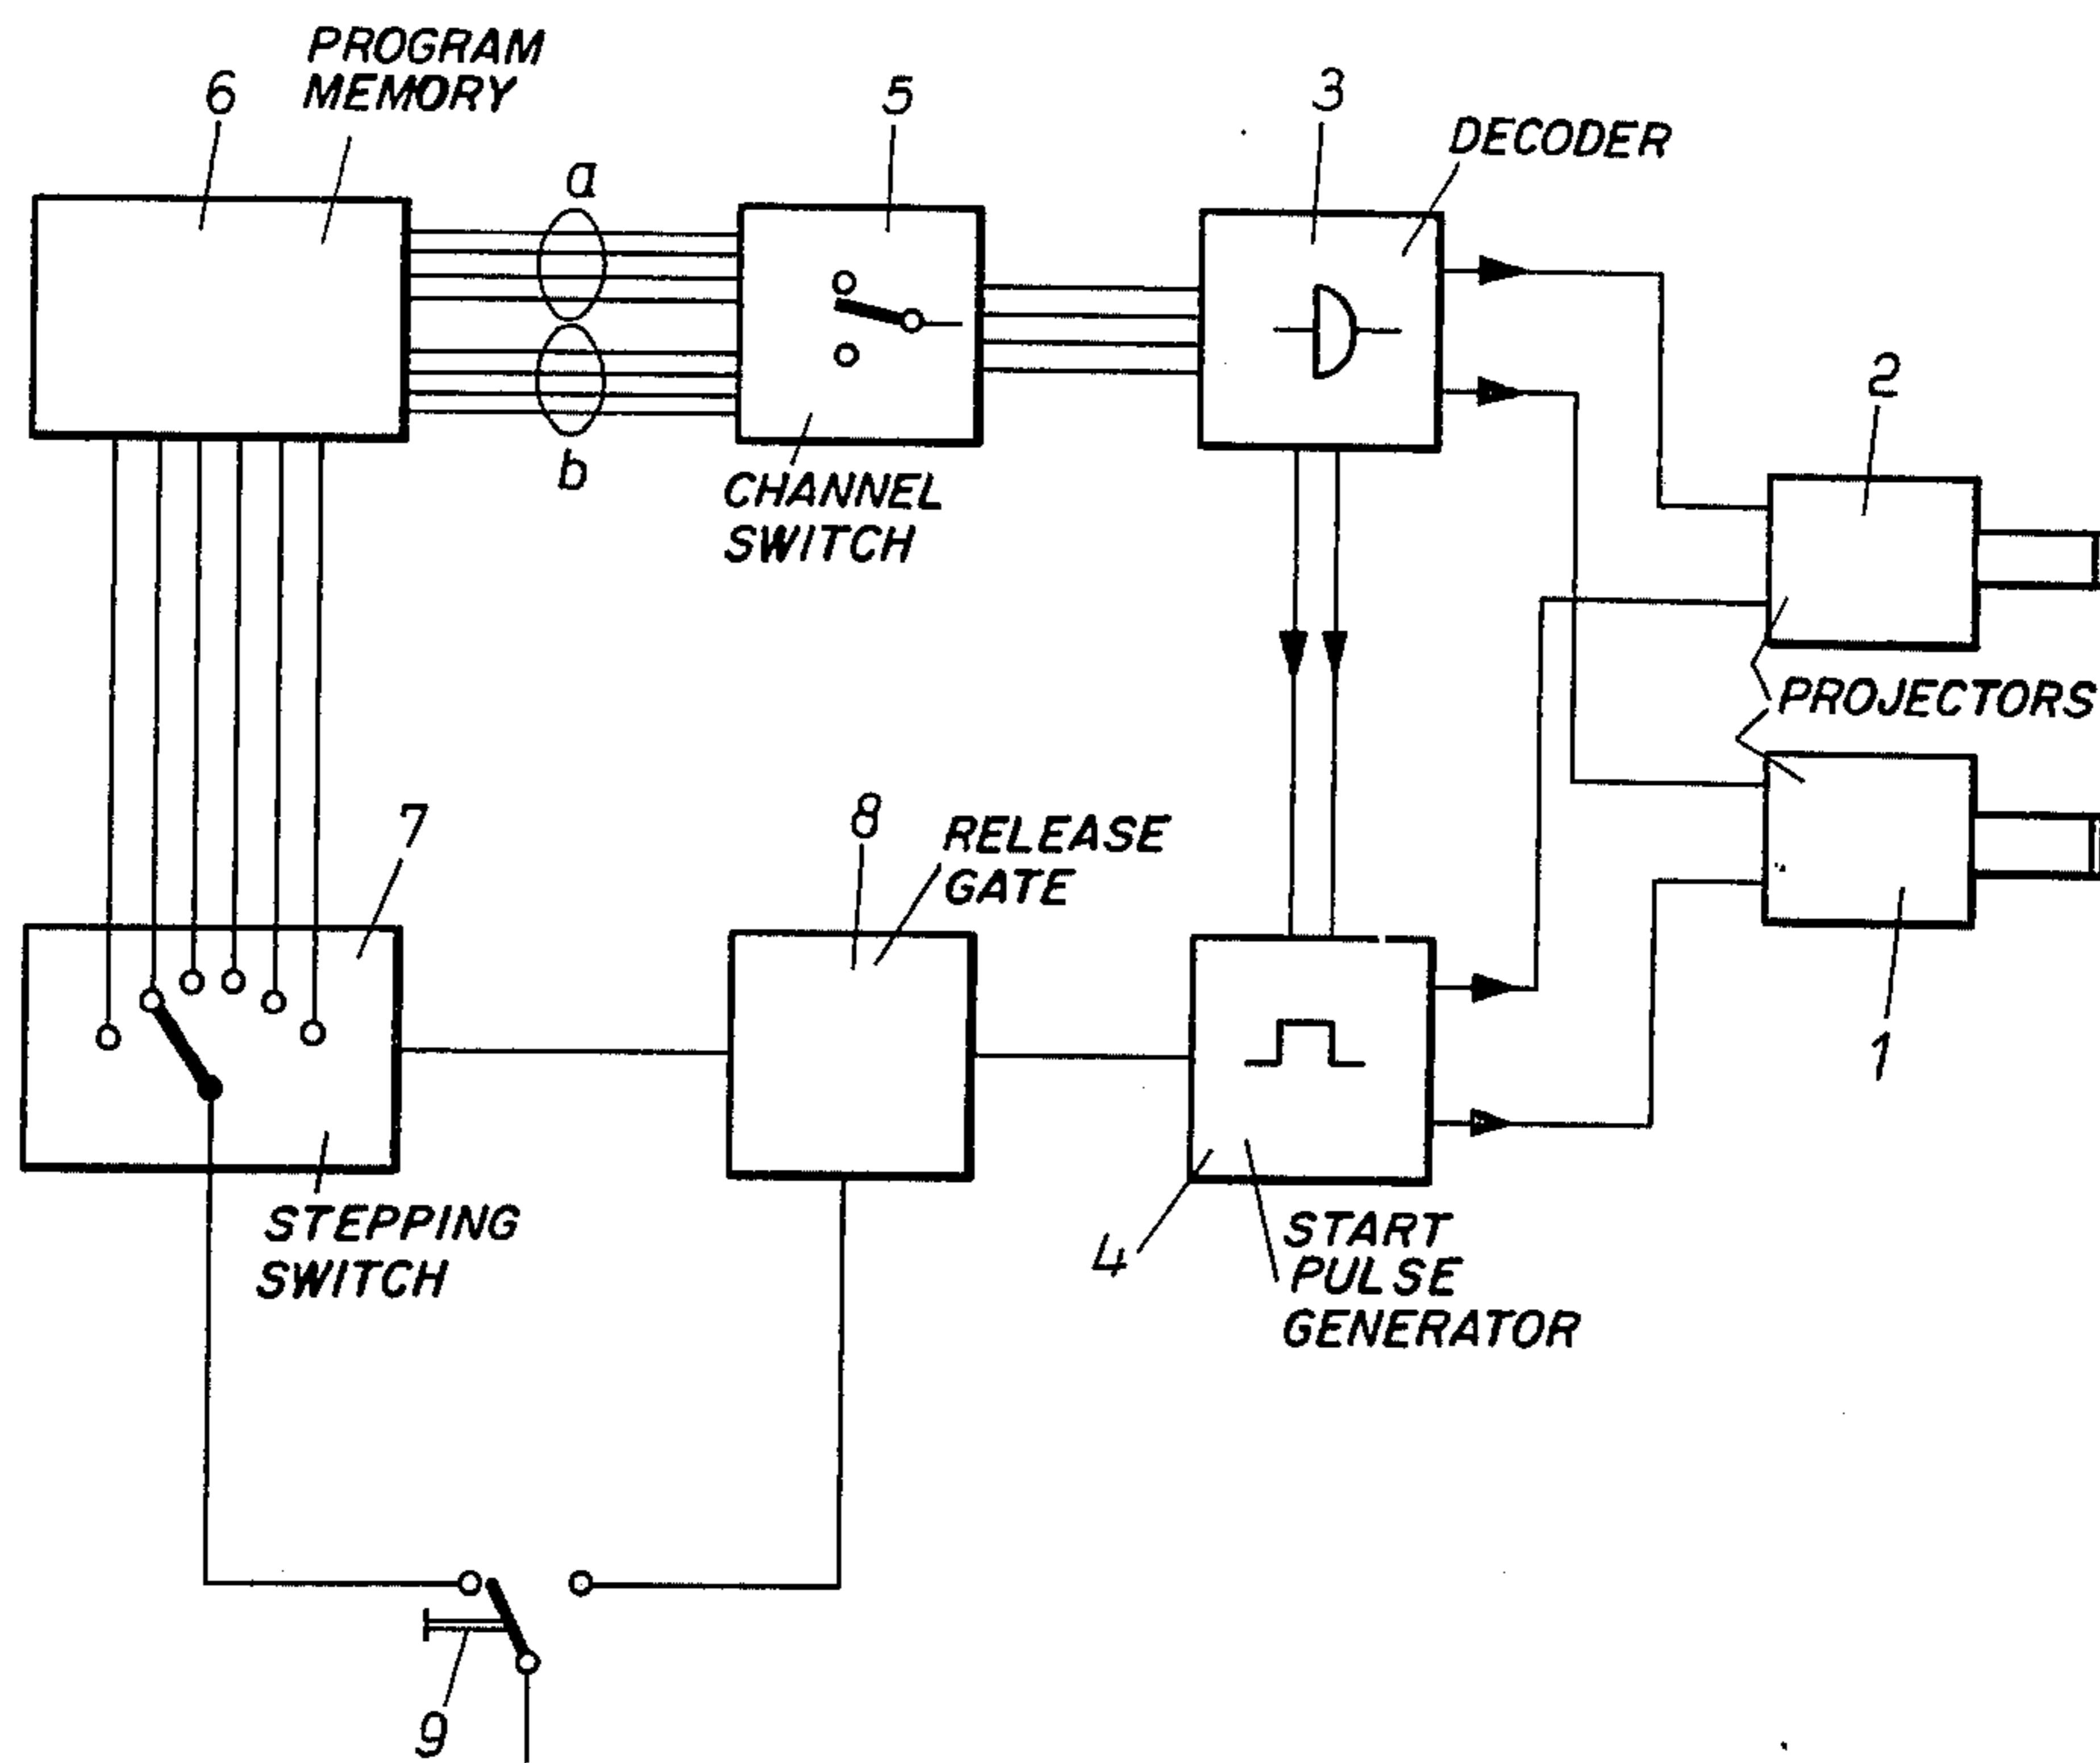 PROGRAM
MEMORY
6
a
5
3
DECODER
2
b
CHANNEL
SWITCH
PROJECTORS
7
8
RELEASE
GATE
1
STEPPING
SWITCH
4
START
PULSE
GENERATOR
9